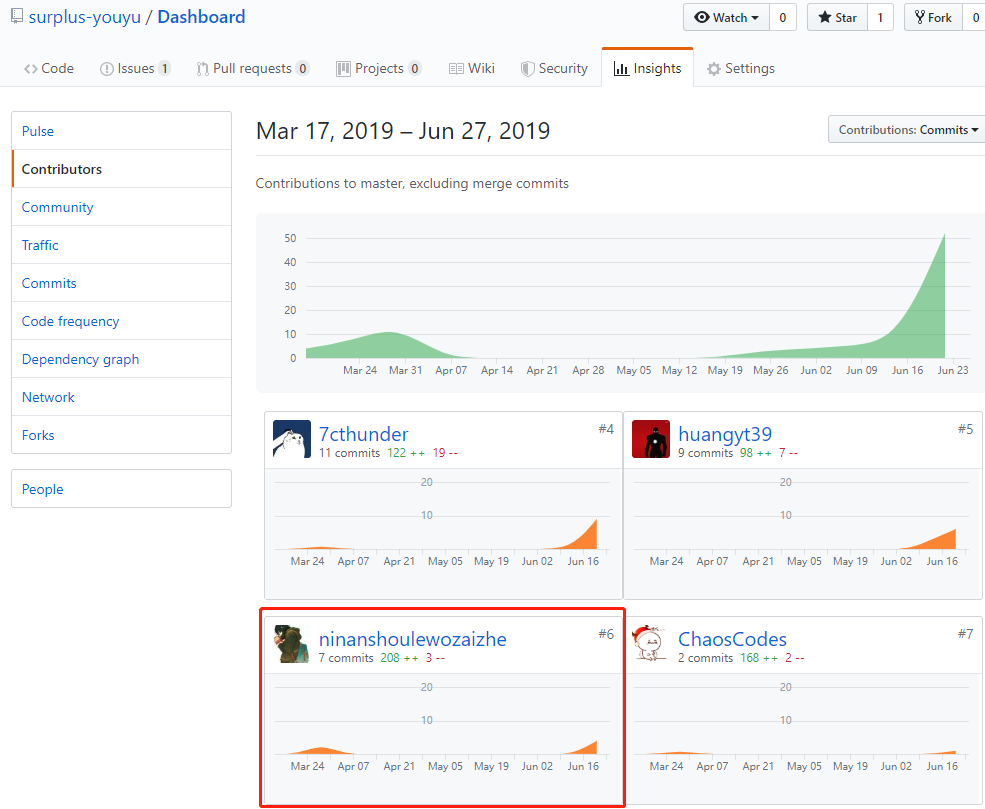 surplus-youyu / Dashboard Watch 0 Star 1 Fork 0
Code Issues 1 Pull requests 0 Projects 0 Wiki Security Insights Settings
Pulse
Contributors
Community
Traffic
Commits
Code frequency
Dependency graph
Network
Forks
People
Mar 17, 2019 – Jun 27, 2019 Contributions: Commits
Contributions to master, excluding merge commits
50
40
30
20
10
0
Mar 24 Mar 31 Apr 07 Apr 14 Apr 21 Apr 28 May 05 May 12 May 19 May 26 Jun 02 Jun 09 Jun 16 Jun 23
7cthunder #4
11 commits 122 ++ 19 --
20
10
Mar 24 Apr 07 Apr 21 May 05 May 19 Jun 02 Jun 16
huangyt39 #5
9 commits 98 ++ 7 --
20
10
Mar 24 Apr 07 Apr 21 May 05 May 19 Jun 02 Jun 16
ninanshoulewozaizhe #6
7 commits 208 ++ 3 --
20
10
Mar 24 Apr 07 Apr 21 May 05 May 19 Jun 02 Jun 16
ChaosCodes #7
2 commits 168 ++ 2 --
20
10
Mar 24 Apr 07 Apr 21 May 05 May 19 Jun 02 Jun 16